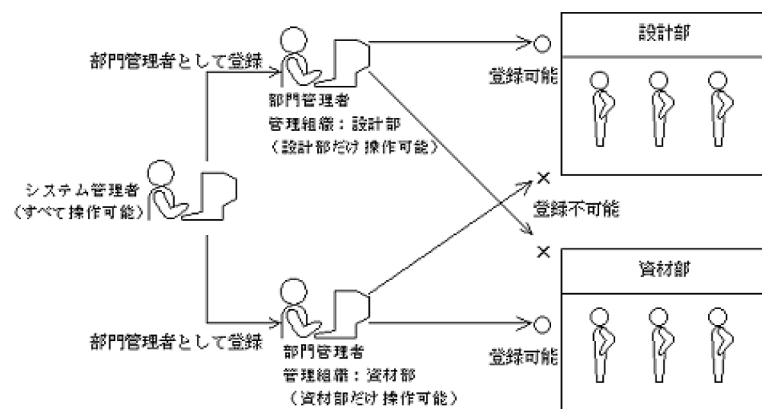 部門管理者として登録
部門管理者
管理組織：設計部
（設計部だけ操作可能）
登録可能
設計部
システム管理者
（すべて操作可能）
×
登録不可能
×
資材部
部門管理者として登録
部門管理者
管理組織：資材部
（資材部だけ操作可能）
登録可能